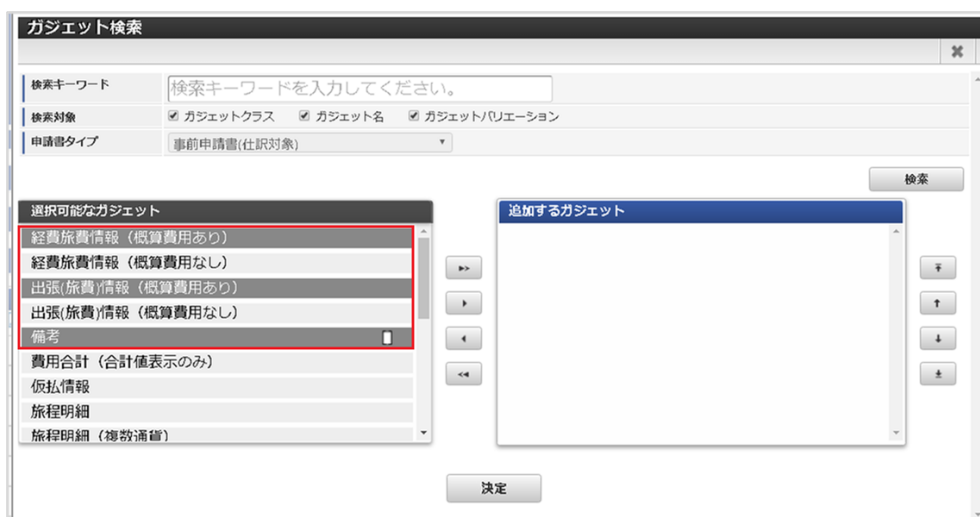 ガジェット検索
検索キーワード
検索キーワードを入力してください。
検索対象
ガジェットクラス ガジェット名 ガジェットバリエーション
申請書タイプ
事前申請書(仕訳対象)
検索
選択可能なガジェット
経費旅費情報（概算費用あり）
経費旅費情報（概算費用なし）
出張(旅費)情報（概算費用あり）
出張(旅費)情報（概算費用なし）
備考
費用合計（合計値表示のみ）
仮払情報
旅程明細
旅程明細（複数通貨）
追加するガジェット
決定